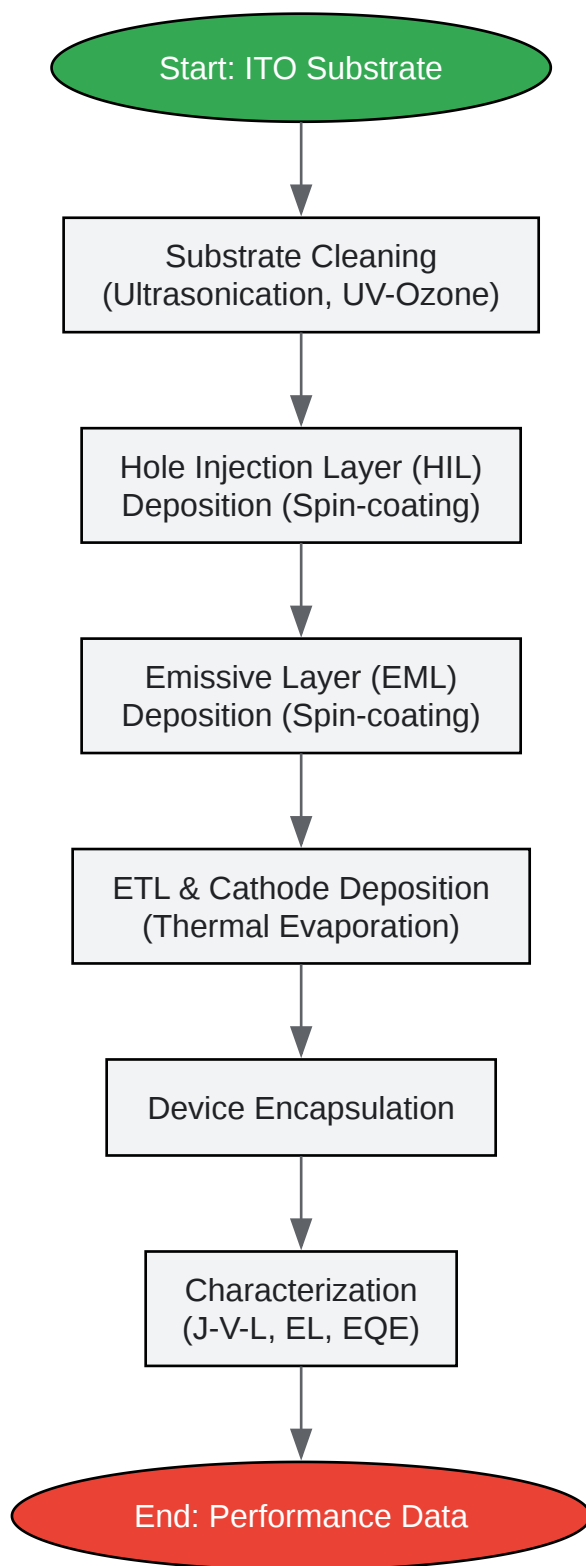 Start: ITO Substrate
Substrate Cleaning
(Ultrasonication, UV-Ozone)
Hole Injection Layer (HIL)
Deposition (Spin-coating)
Emissive Layer (EML)
Deposition (Spin-coating)
ETL & Cathode Deposition
(Thermal Evaporation)
Device Encapsulation
Characterization
(J-V-L, EL, EQE)
End: Performance Data